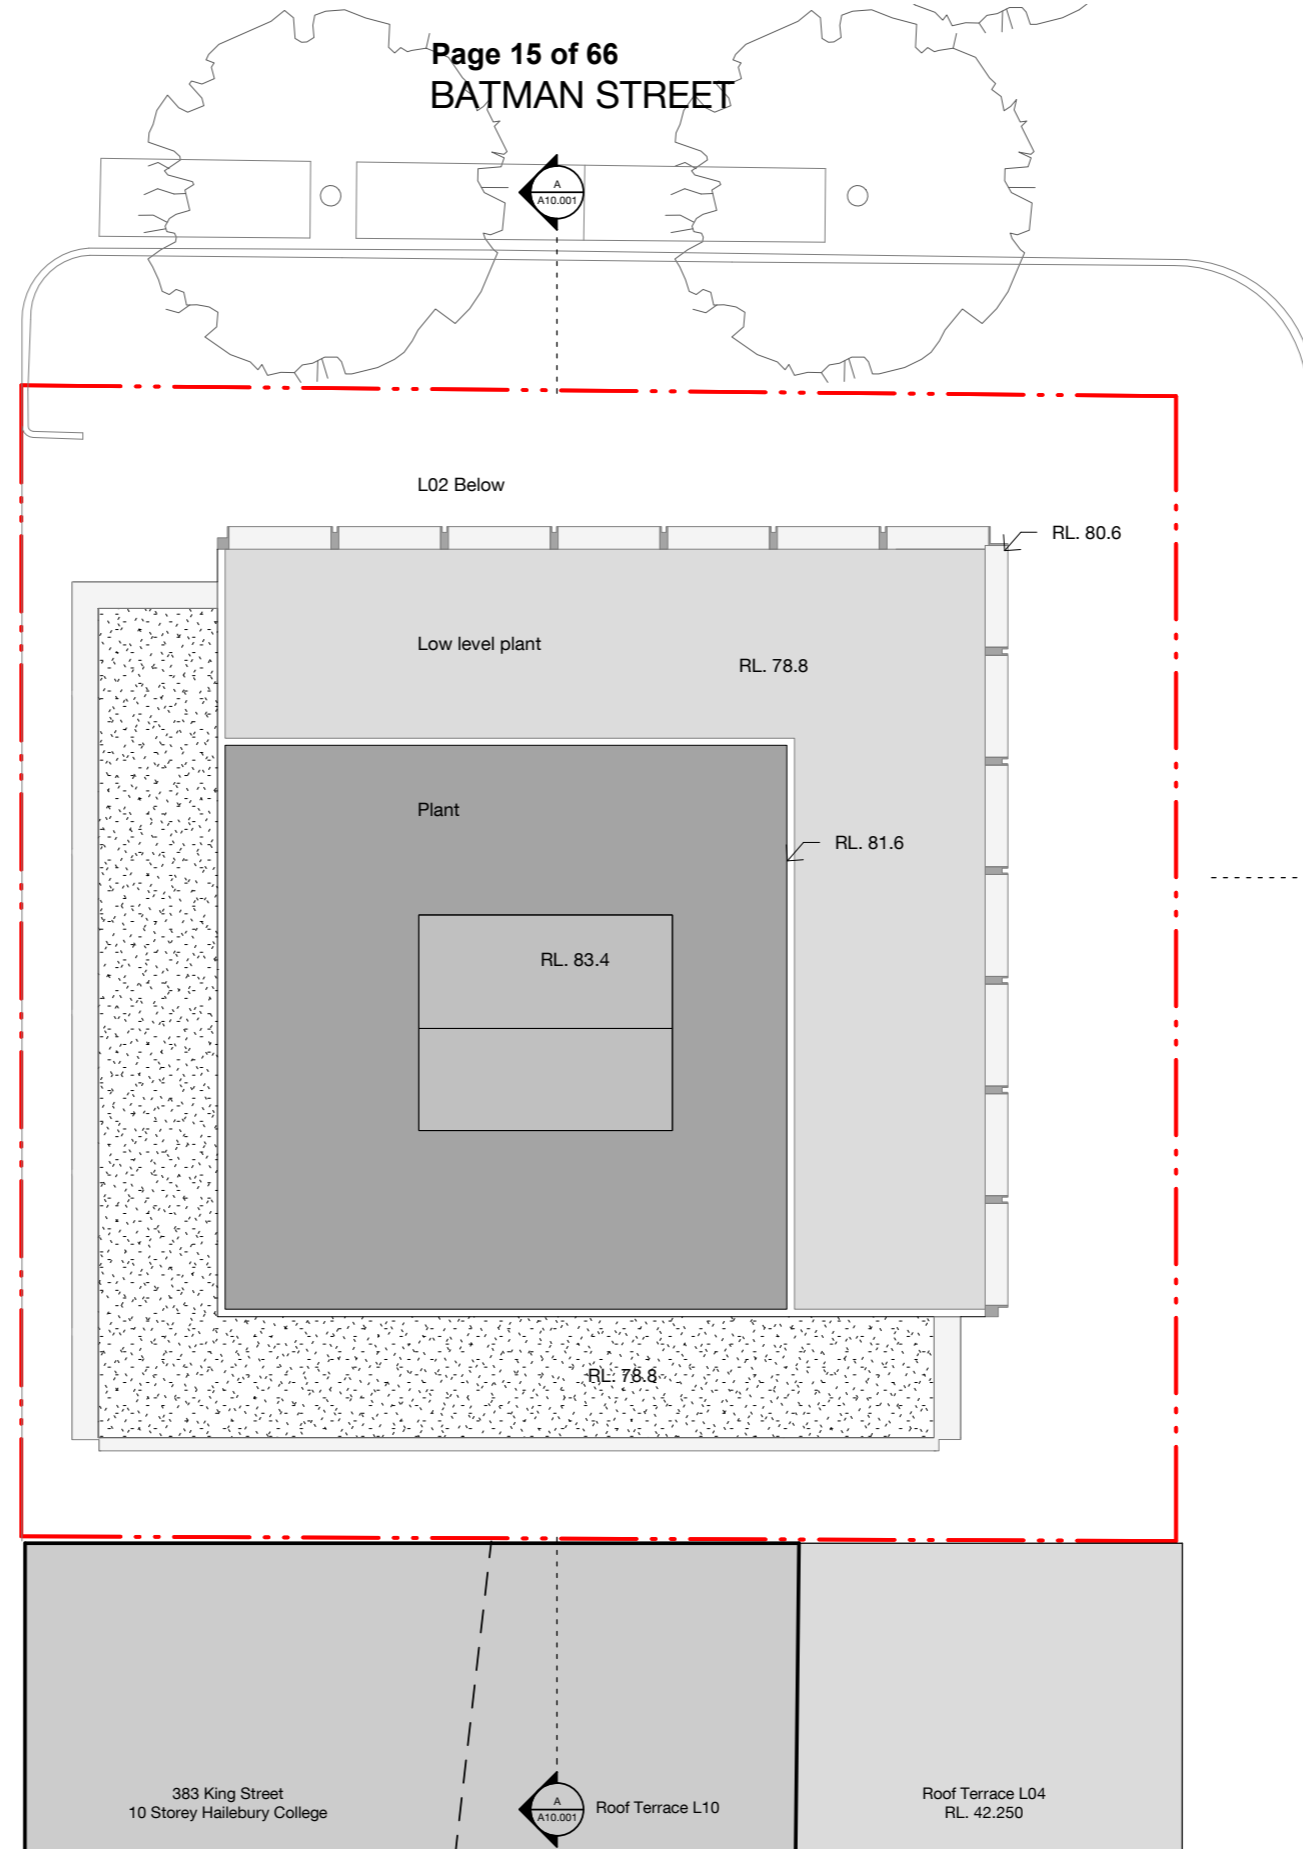 Page 15 of 66
BATMAN STREET
A
A10.001
L02 Below
RL. 80.6
Low level plant
RL. 78.8
Plant
RL. 81.6
RL. 83.4
RL. 78.8
383 King Street
10 Storey Hailebury College
A
A10.001
Roof Terrace L10
Roof Terrace L04
RL. 42.250